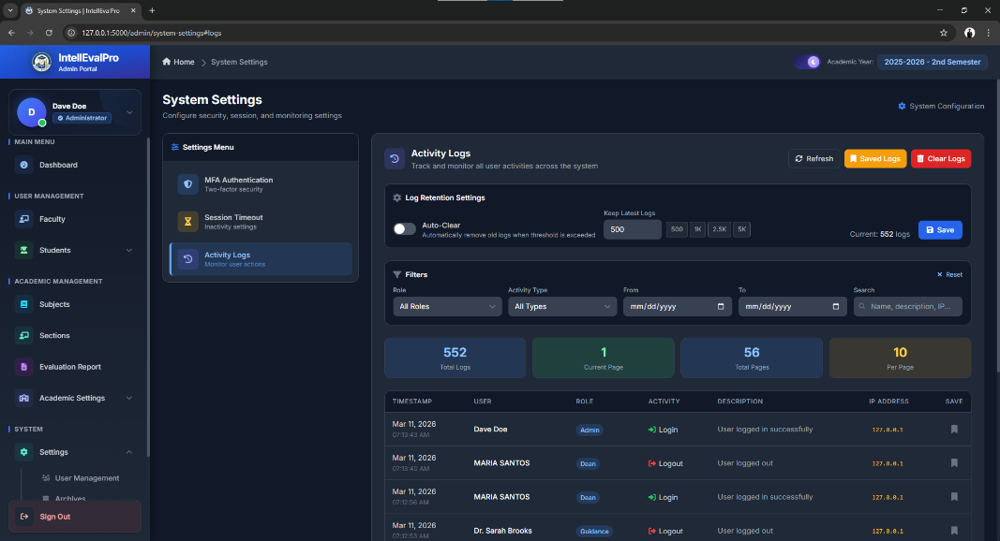 System Settings | IntellEvalPro
127.0.0.1:5000/admin/system-settings#logs
IntellEvalPro
Admin Portal
D
Dave Doe
Administrator
MAIN MENU
Dashboard
USER MANAGEMENT
Faculty
Students
ACADEMIC MANAGEMENT
Subjects
Sections
Evaluation Report
Academic Settings
SYSTEM
Settings
User Management
Archives
Sign Out
Home > System Settings
Academic Year: 2025-2026 - 2nd Semester
System Settings
Configure security, session, and monitoring settings
System Configuration
Settings Menu
MFA Authentication
Two-factor security
Session Timeout
Inactivity settings
Activity Logs
Monitor user actions
Activity Logs
Track and monitor all user activities across the system
Refresh Saved Logs Clear Logs
Log Retention Settings
Auto-Clear
Automatically remove old logs when threshold is exceeded
Keep Latest Logs
500 500 1K 2.5K 5K
Current: 552 logs Save
Filters
Reset
Role Activity Type From To Search
All Roles All Types mm/dd/yyyy mm/dd/yyyy Name, description, IP...
552 1 56 10
Total Logs Current Page Total Pages Per Page
TIMESTAMP USER ROLE ACTIVITY DESCRIPTION IP ADDRESS SAVE
Mar 11, 2026
07:13:43 AM
Dave Doe Admin Login User logged in successfully 127.0.0.1
Mar 11, 2026
07:13:40 AM
MARIA SANTOS Dean Logout User logged out 127.0.0.1
Mar 11, 2026
07:12:56 AM
MARIA SANTOS Dean Login User logged in successfully 127.0.0.1
Mar 11, 2026
07:12:53 AM
Dr. Sarah Brooks Guidance Logout User logged out 127.0.0.1